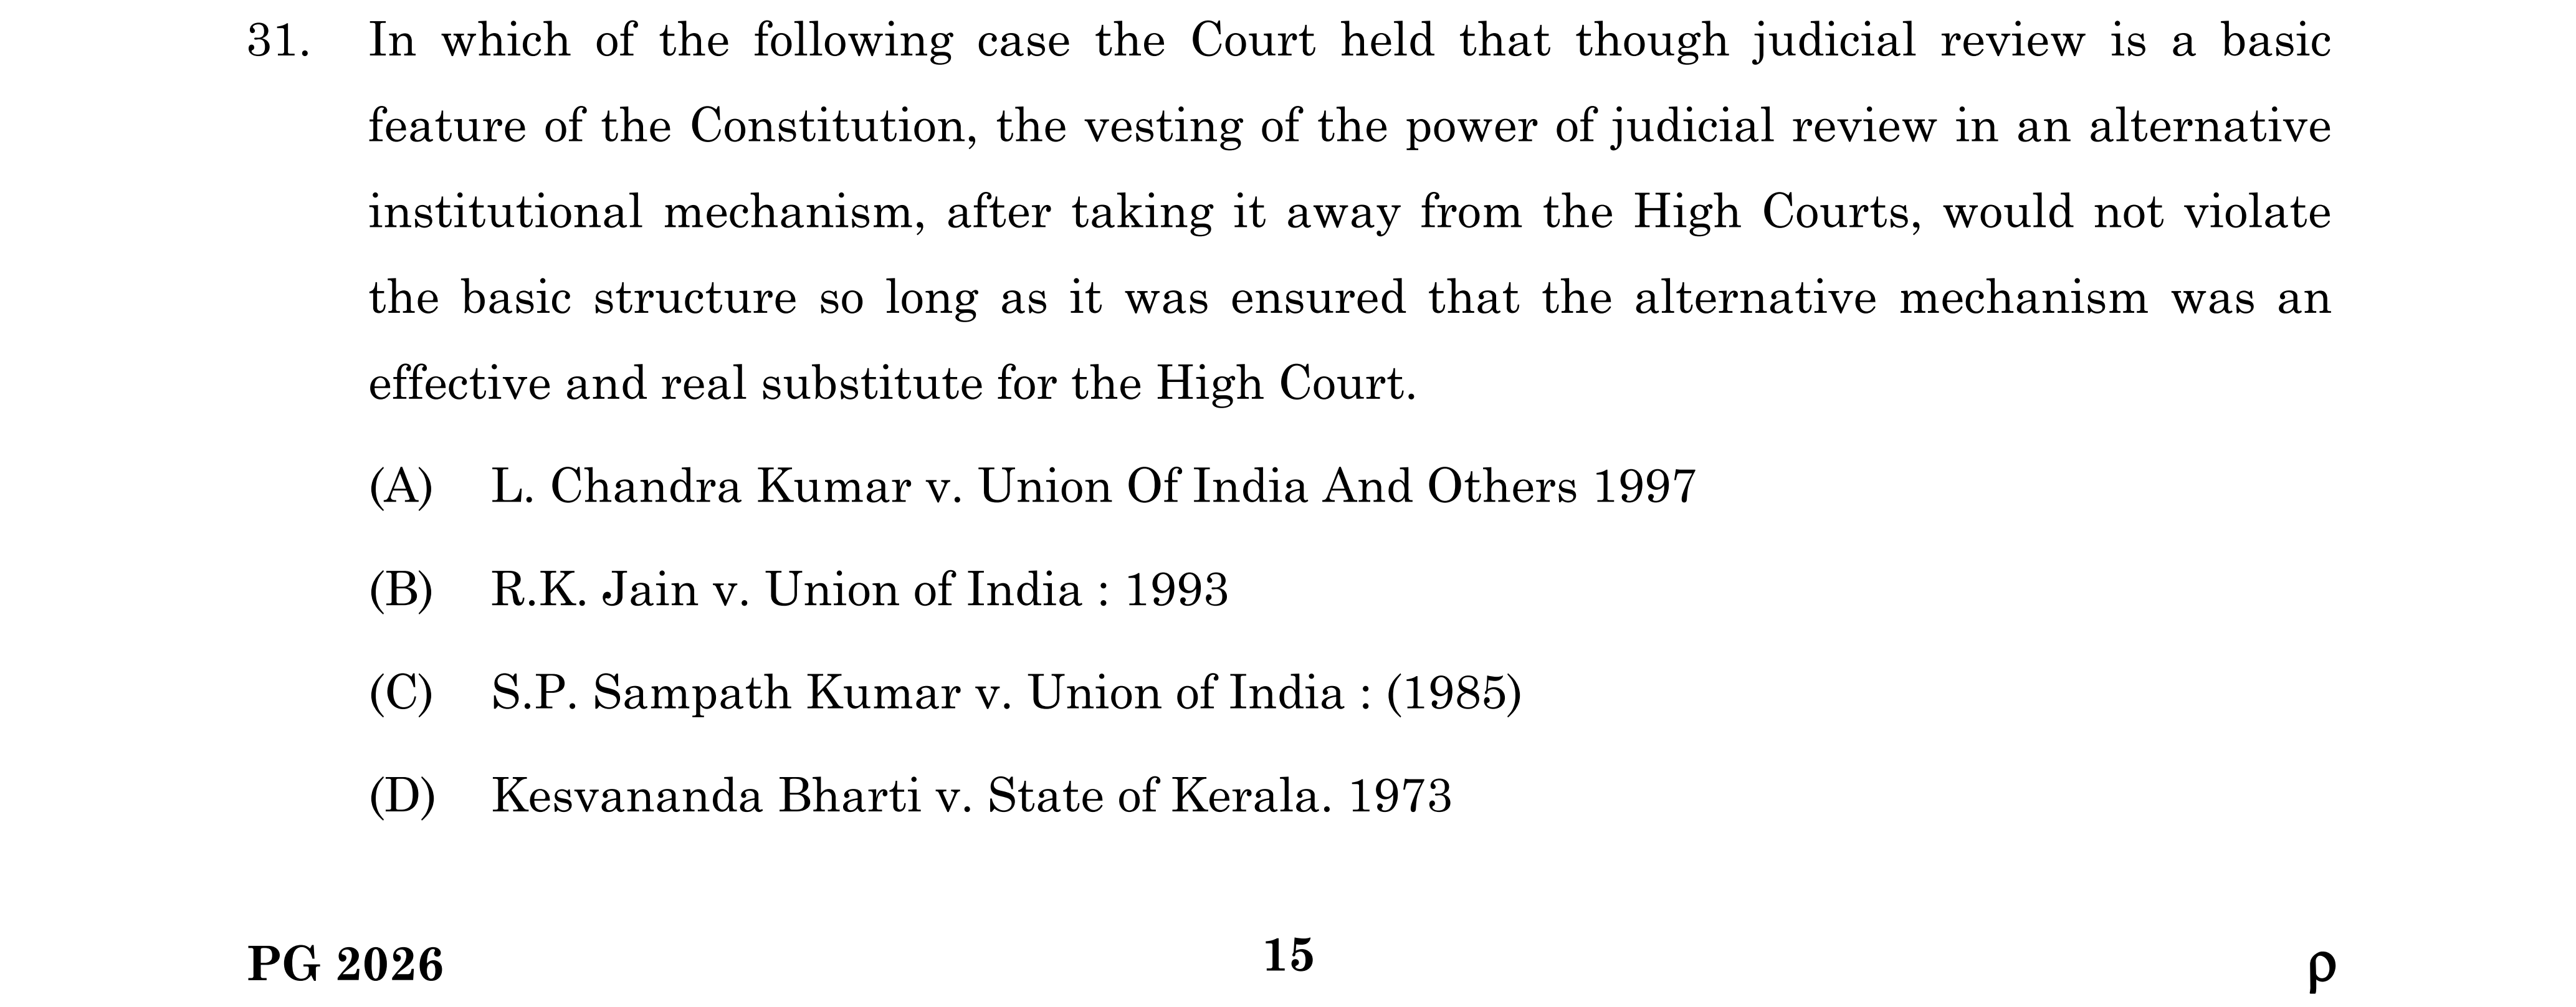 31. In which of the following case the Court held that though judicial review is a basic
feature of the Constitution, the vesting of the power of judicial review in an alternative
institutional mechanism, after taking it away from the High Courts, would not violate
the basic structure so long as it was ensured that the alternative mechanism was an
effective and real substitute for the High Court.
(A) L. Chandra Kumar v. Union Of India And Others 1997
(B) R.K. Jain v. Union of India : 1993
(C) S.P. Sampath Kumar v. Union of India : (1985)
(D) Kesvananda Bharti v. State of Kerala. 1973
PG 2026 15 ρ